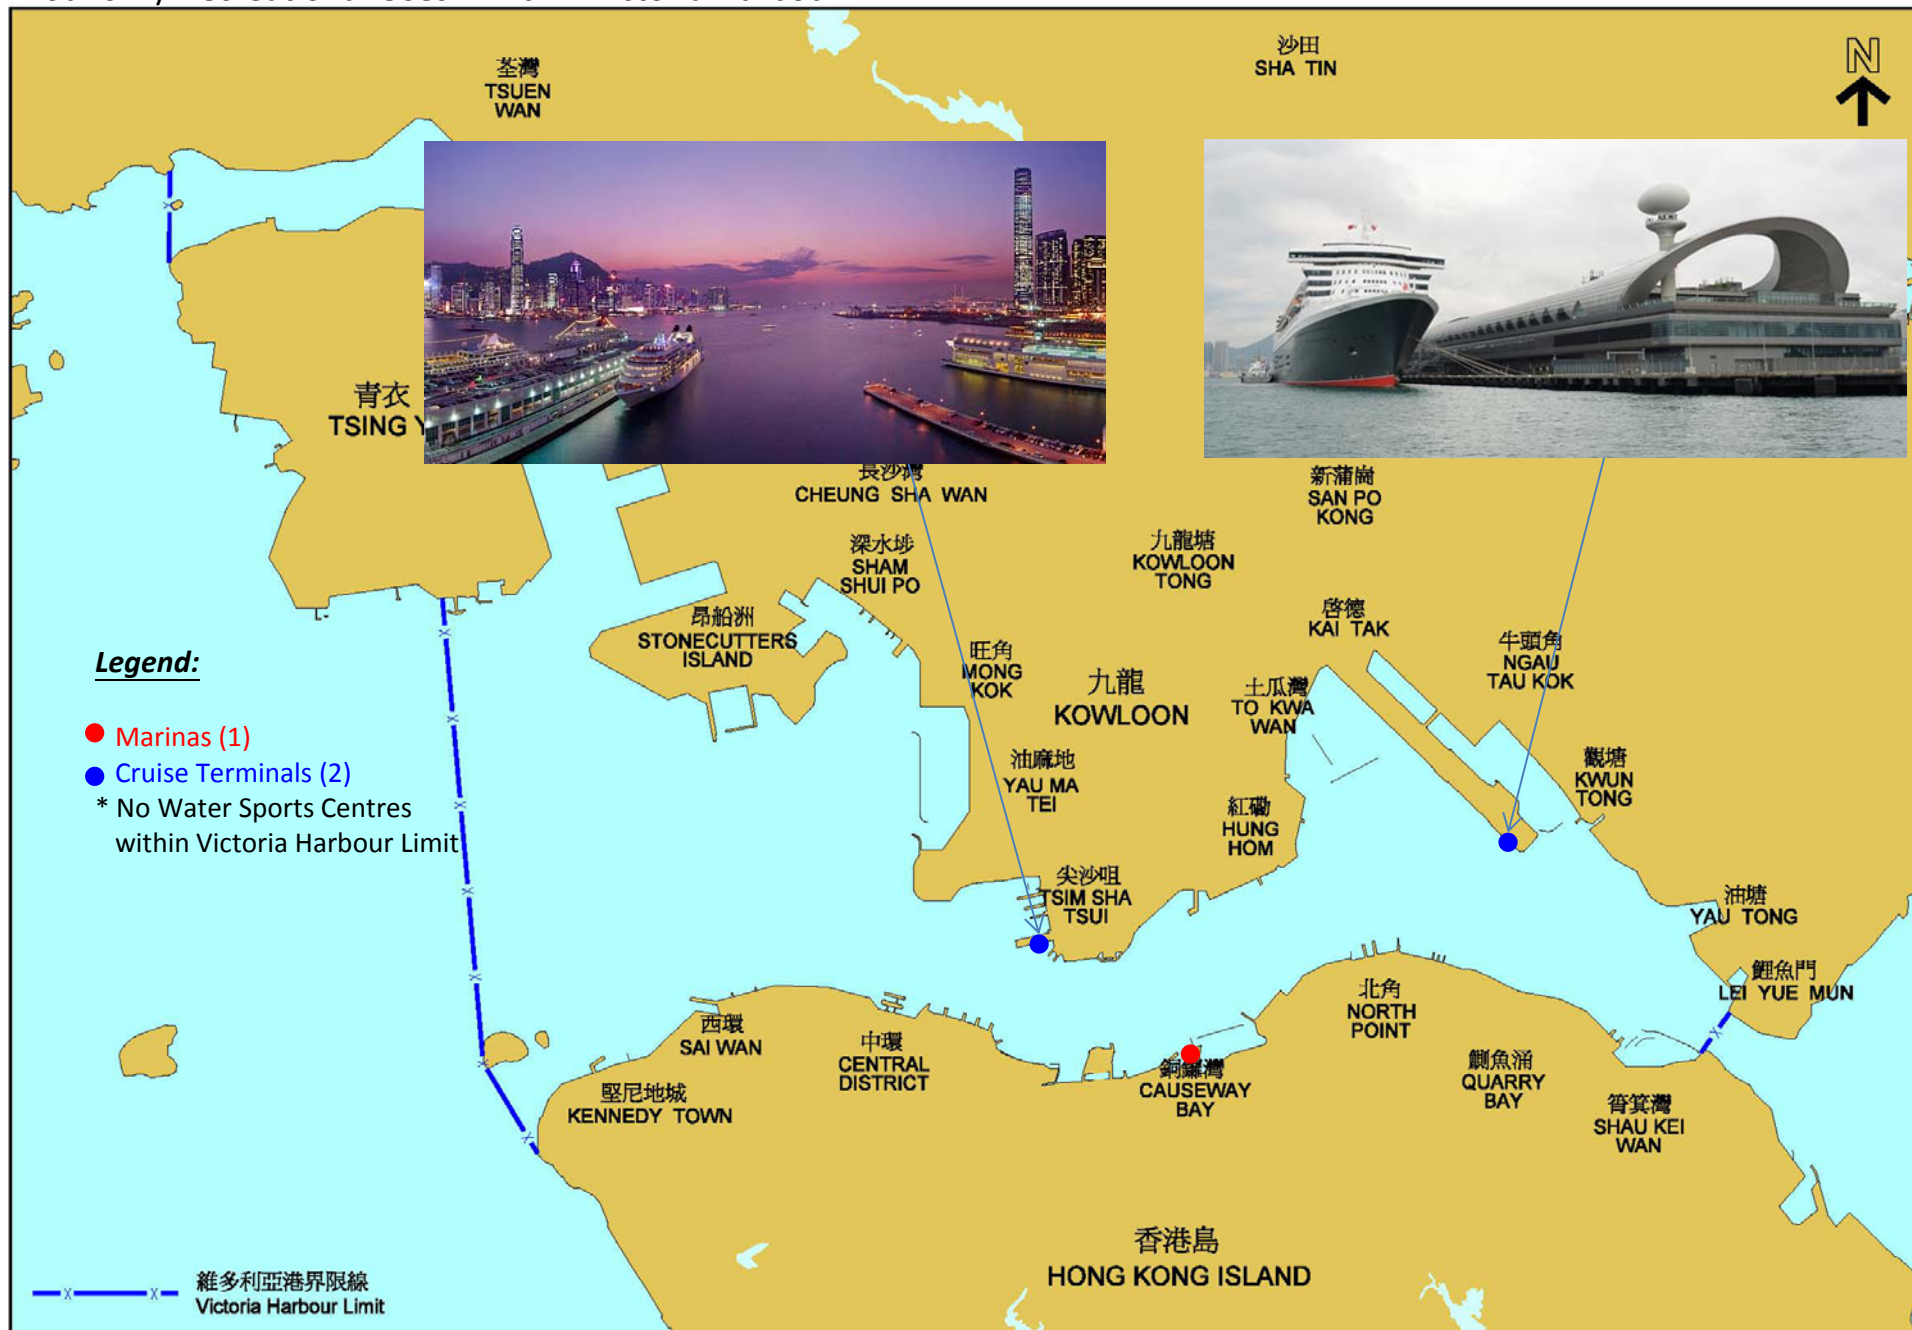 荃灣
TSUEN
WAN
沙田
SHA TIN
N
青衣
TSING Y
長沙灣
CHEUNG SHA WAN
新蒲崗
SAN PO
KONG
深水埗
SHAM
SHUI PO
九龍塘
KOWLOON
TONG
昂船洲
STONECUTTERS
ISLAND
啓德
KAI TAK
牛頭角
NGAU
TAU KOK
旺角
MONG
KOK
九龍
KOWLOON
土瓜灣
TO KWA
WAN
Legend:
Marinas (1)
Cruise Terminals (2)
* No Water Sports Centres
within Victoria Harbour Limit
油麻地
YAU MA
TEI
紅磡
HUNG
HOM
觀塘
KWUN
TONG
尖沙咀
TSIM SHA
TSUI
油塘
YAU TONG
鯉魚門
LEI YUE MUN
北角
NORTH
POINT
西環
SAI WAN
中環
CENTRAL
DISTRICT
銅鑼灣
CAUSEWAY
BAY
鰂魚涌
QUARRY
BAY
堅尼地城
KENNEDY TOWN
筲箕灣
SHAU KEI
WAN
香港島
HONG KONG ISLAND
維多利亞港界限線
Victoria Harbour Limit